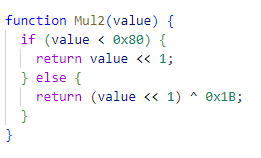 function Mul2(value) {
  if (value < 0x80) {
    return value << 1;
  } else {
    return (value << 1) ^ 0x1B;
  }
}